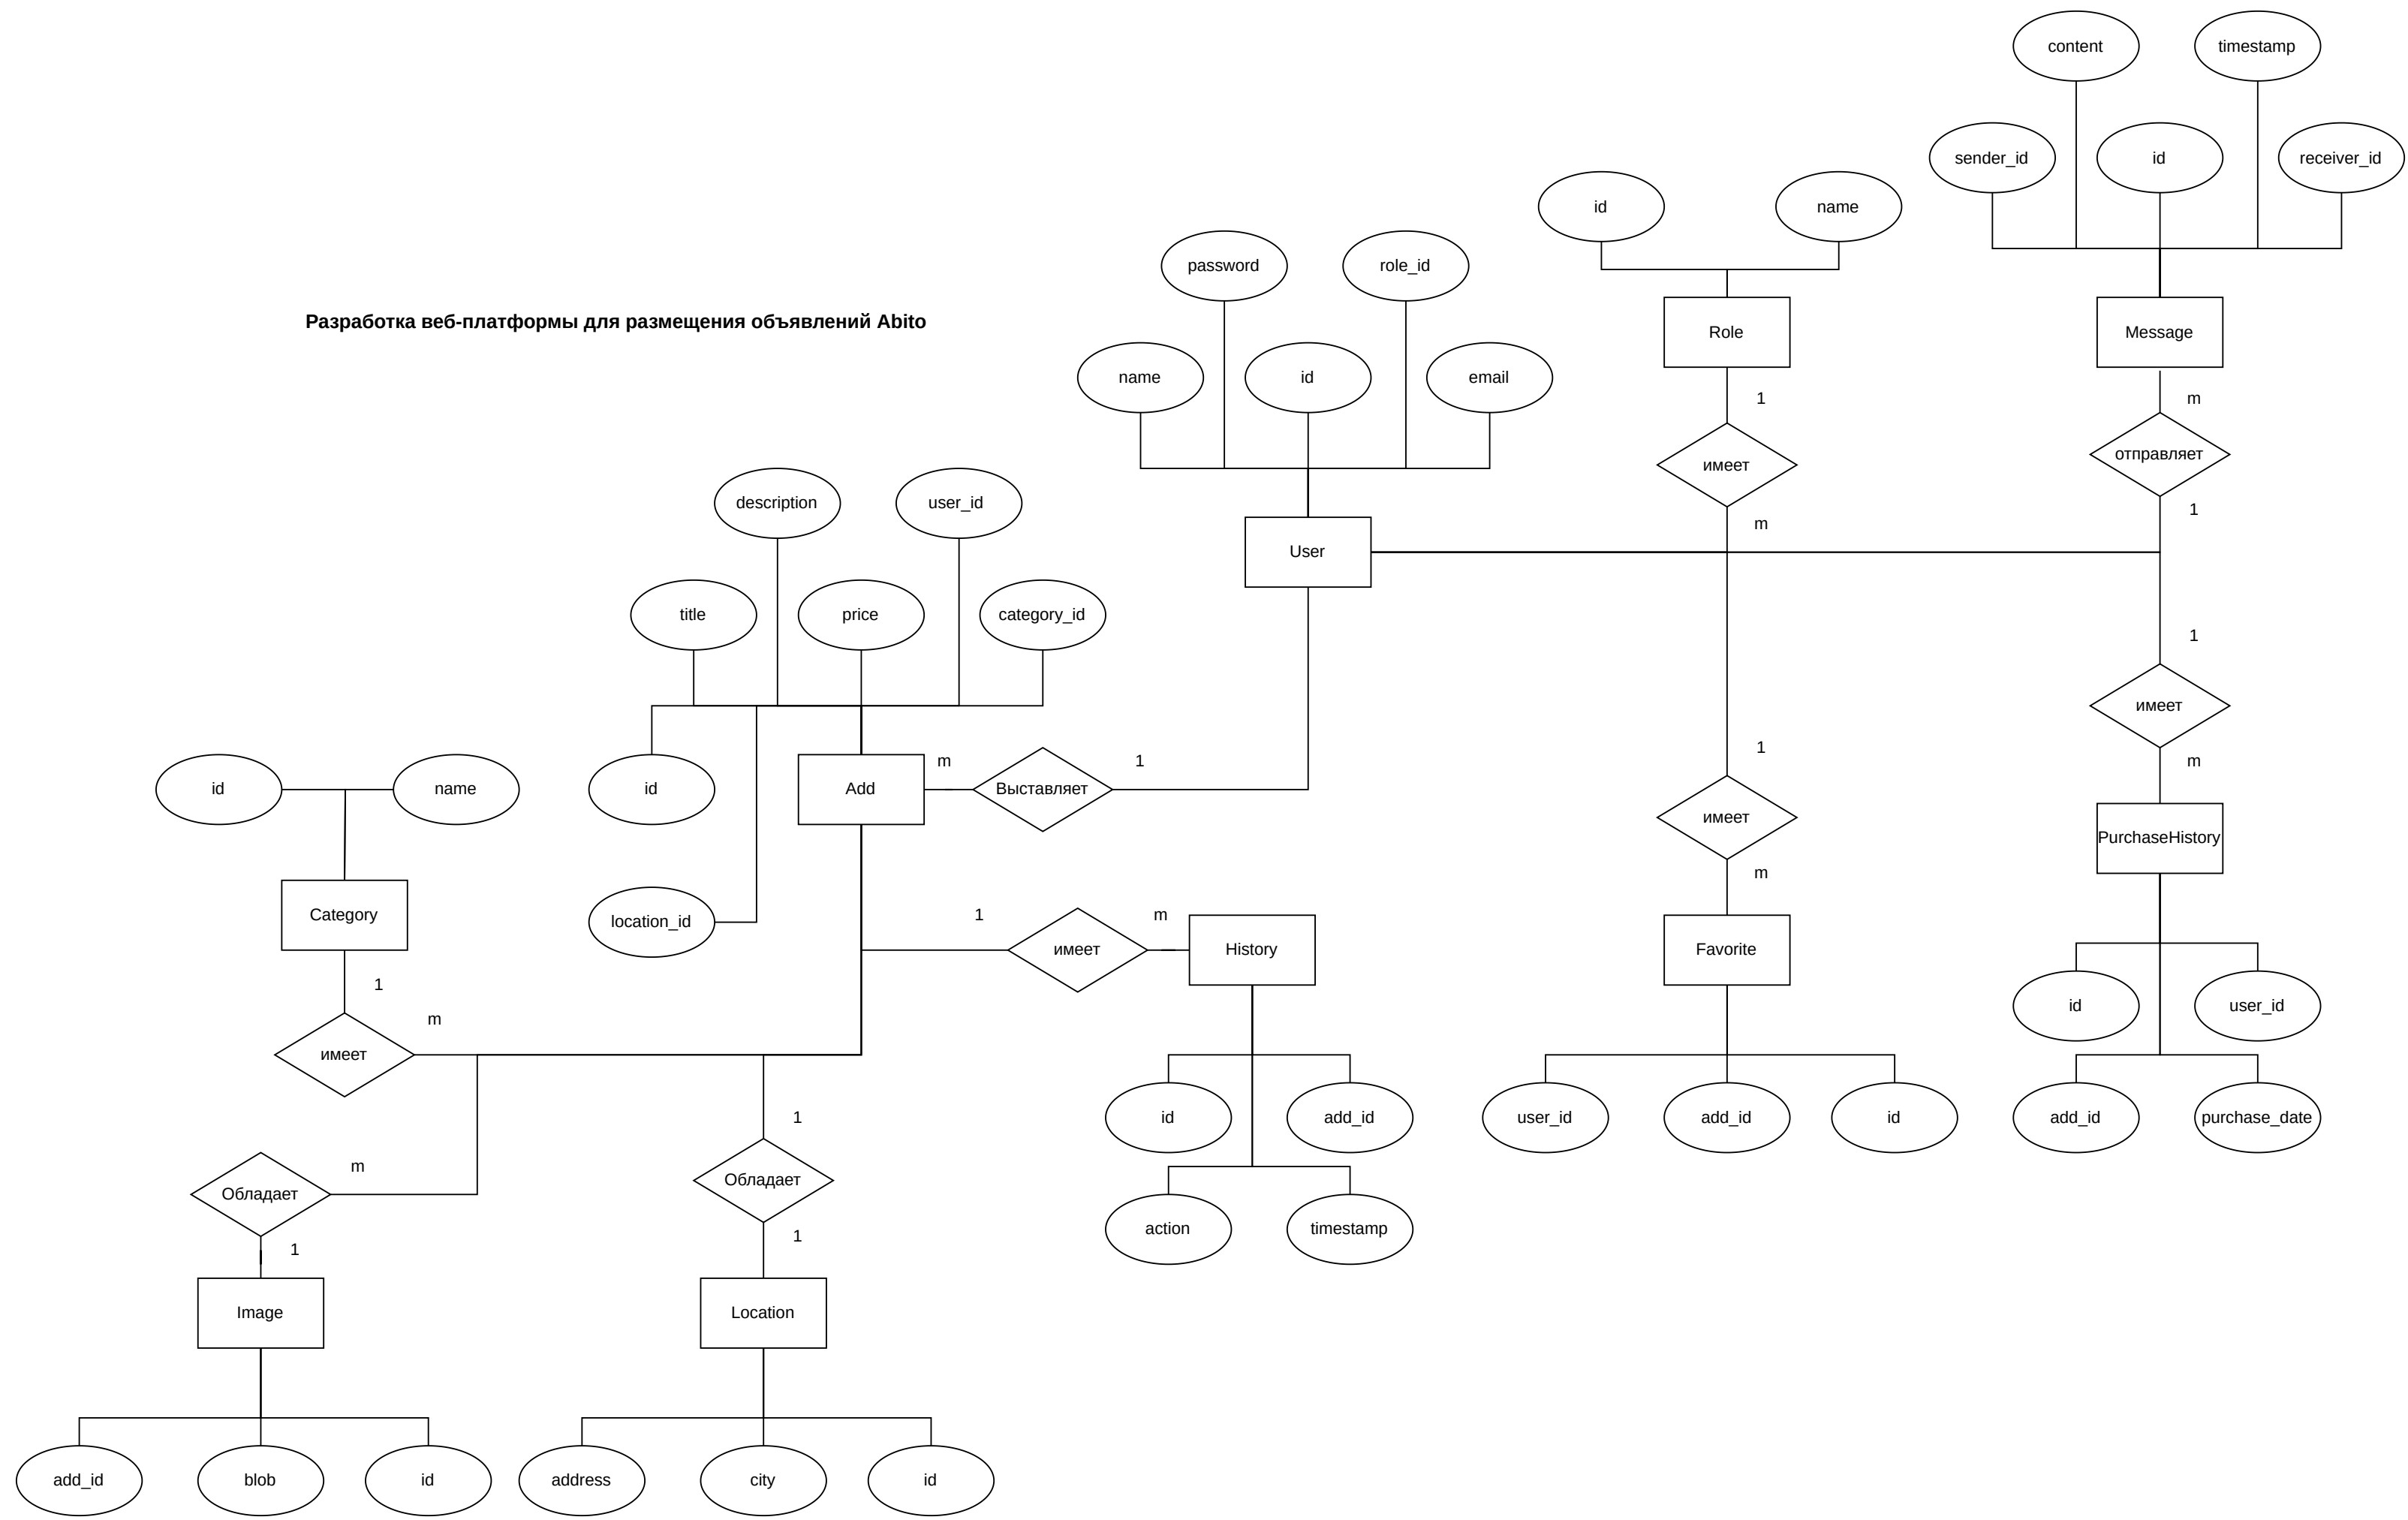 content
timestamp
sender_id
id
receiver_id
id
name
password
role_id
Разработка веб-платформы для размещения объявлений Abito
Role
Message
name
id
email
1
m
имеет
отправляет
description
user_id
1
m
User
title
price
category_id
1
имеет
1
m
1
m
id
name
id
Add
Выставляет
имеет
PurchaseHistory
m
Category
location_id
1
m
имеет
History
Favorite
1
id
user_id
m
имеет
1
id
add_id
user_id
add_id
id
add_id
purchase_date
m
Обладает
Обладает
action
timestamp
1
1
Image
Location
add_id
blob
id
address
city
id